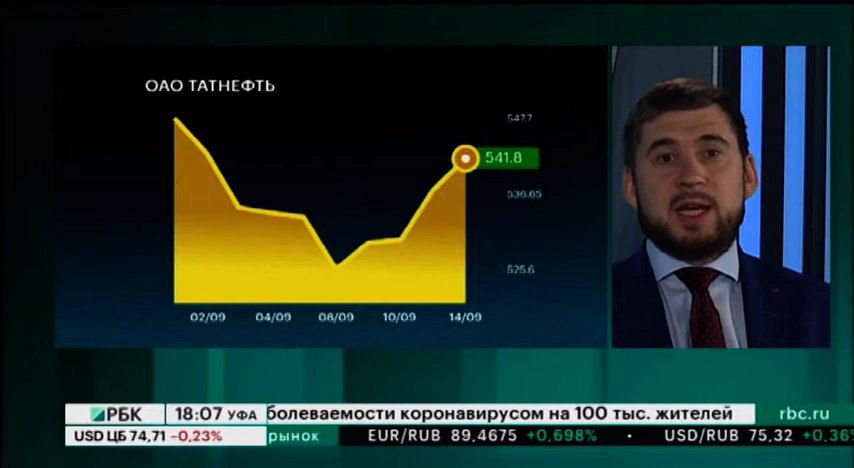 ОАО ТАТНЕФТЬ
547.7
541.8
536.65
525.6
02/09 04/09 08/09 10/09 14/09
РБК 18:07 УФА болеваемости коронавирусом на 100 тыс. жителей rbc.ru
USD ЦБ 74,71 -0,23% рынок EUR/RUB 89,4675 +0,698% • USD/RUB 75,32 +0,36%